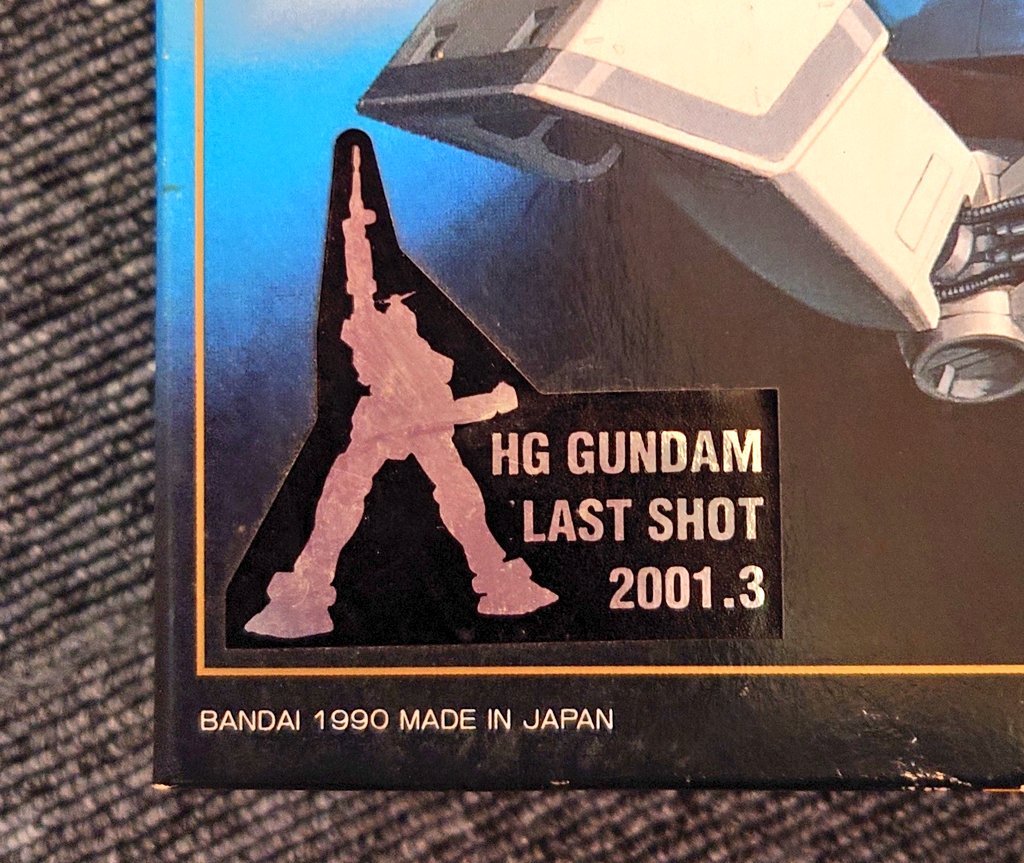 HG GUNDAM
LAST SHOT
2001.3
BANDAI 1990 MADE IN JAPAN